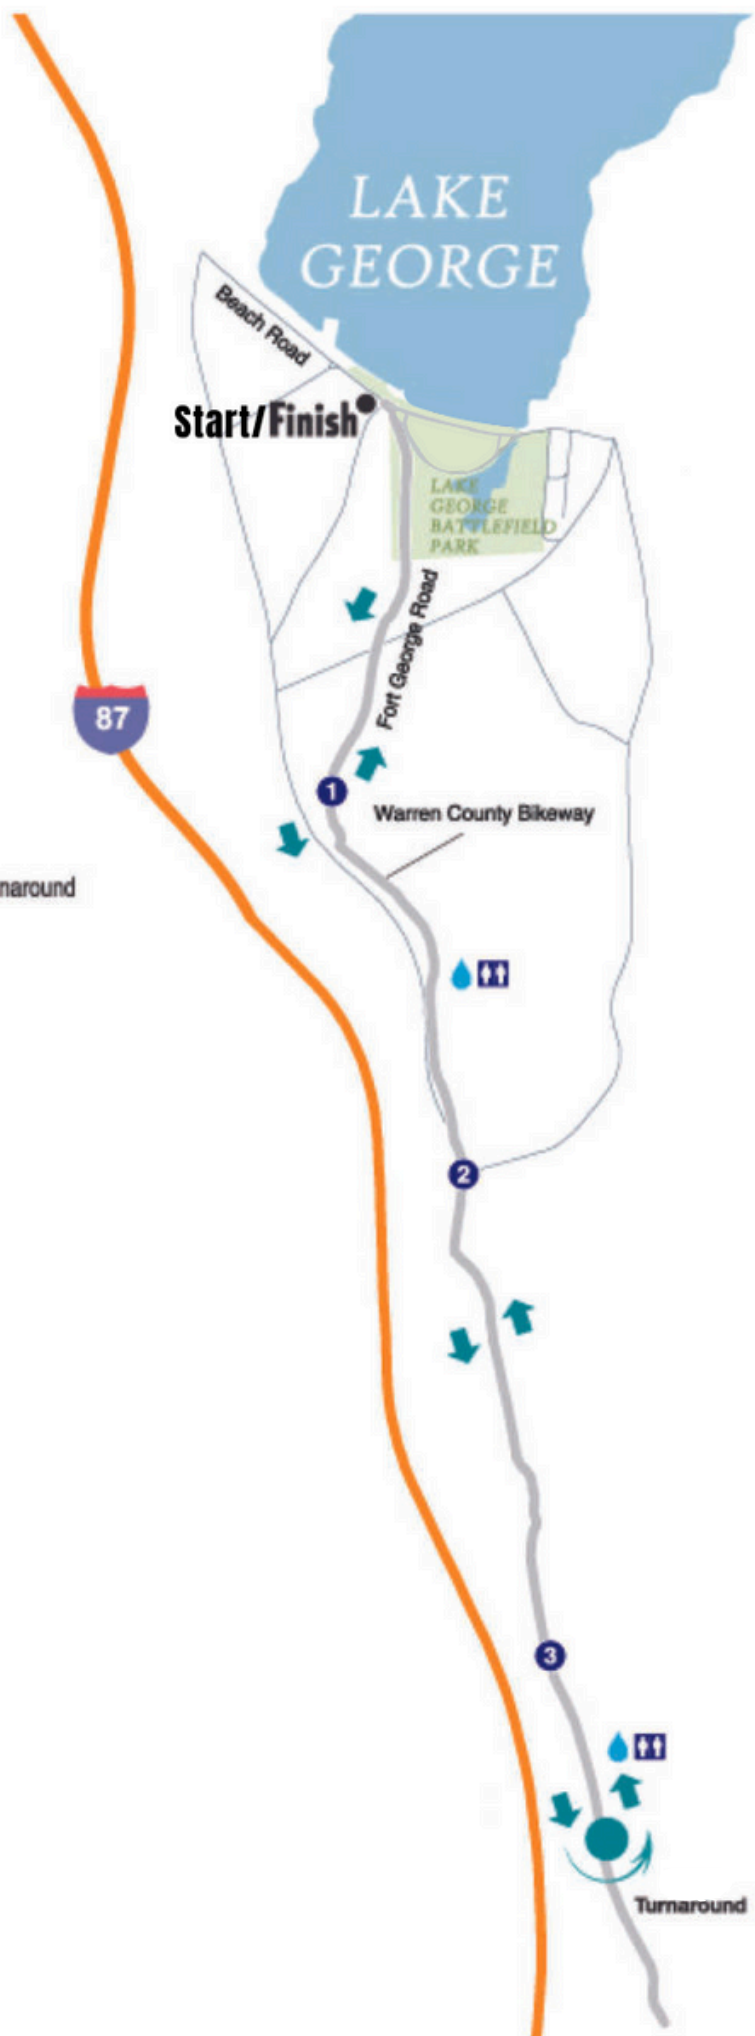 LAKE
GEORGE
Beach Road
Start/Finish
LAKE
GEORGE
BATTLEFIELD
PARK
Fort George Road
87
1
Warren County Bikeway
naround
2
3
Turnaround